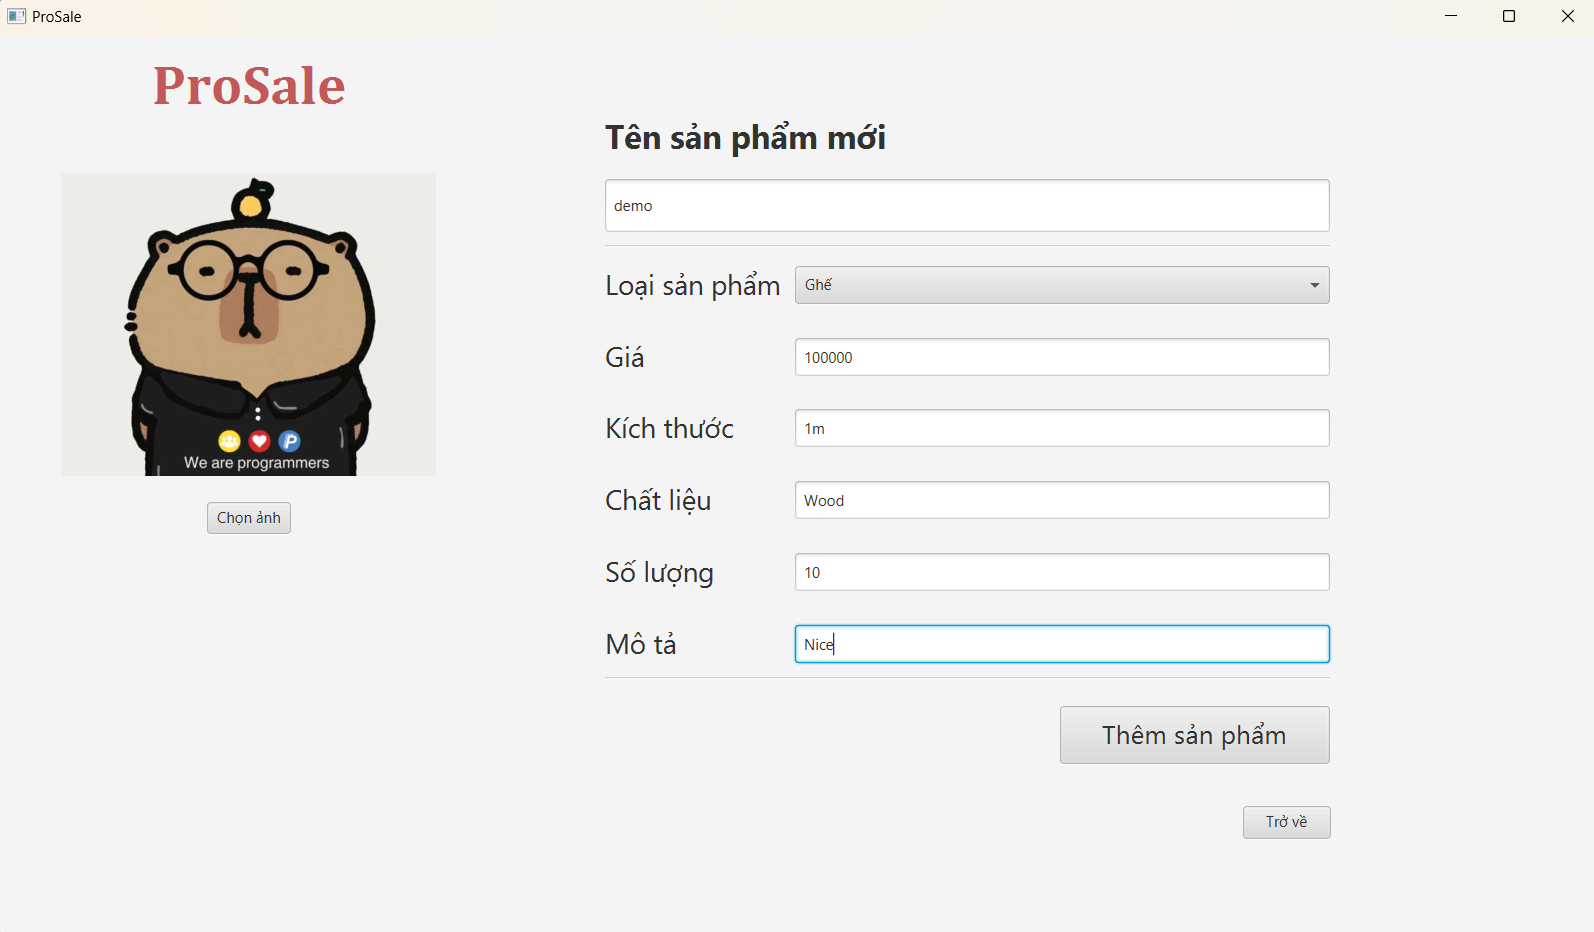 ProSale
ProSale
We are programmers
Chọn ảnh
Tên sản phẩm mới
demo
Loại sản phẩm Ghế
Giá 100000
Kích thước 1m
Chất liệu Wood
Số lượng 10
Mô tả Nice
Thêm sản phẩm
Trở về